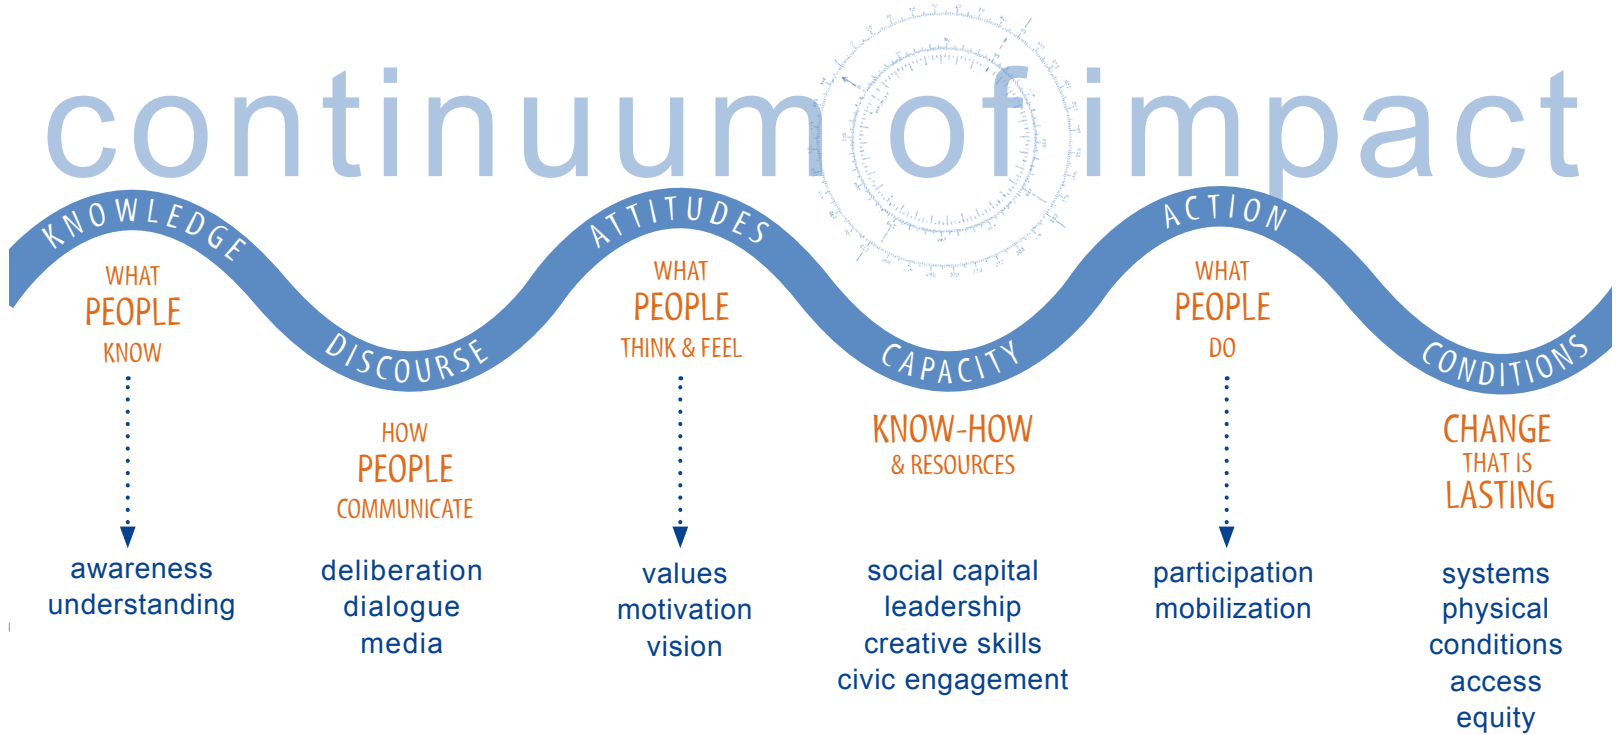 continuum of impact
KNOWLEDGE
WHAT
PEOPLE
KNOW
awareness
understanding
DISCOURSE
HOW
PEOPLE
COMMUNICATE
deliberation
dialogue
media
ATTITUDES
WHAT
PEOPLE
THINK & FEEL
values
motivation
vision
CAPACITY
KNOW-HOW
& RESOURCES
social capital
leadership
creative skills
civic engagement
ACTION
WHAT
PEOPLE
DO
participation
mobilization
CONDITIONS
CHANGE
THAT IS
LASTING
systems
physical
conditions
access
equity